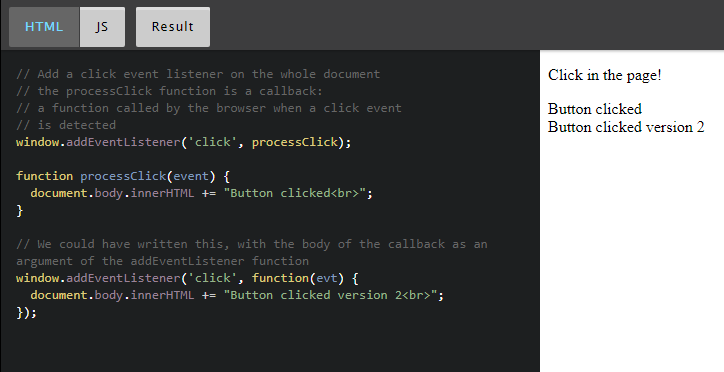 HTML JS Result
// Add a click event listener on the whole document
// the processClick function is a callback:
// a function called by the browser when a click event
// is detected
window.addEventListener('click', processClick);
function processClick(event) {
  document.body.innerHTML += "Button clicked<br>";
}
// We could have written this, with the body of the callback as an
argument of the addEventListener function
window.addEventListener('click', function(evt) {
  document.body.innerHTML += "Button clicked version 2<br>";
});
Click in the page!
Button clicked
Button clicked version 2